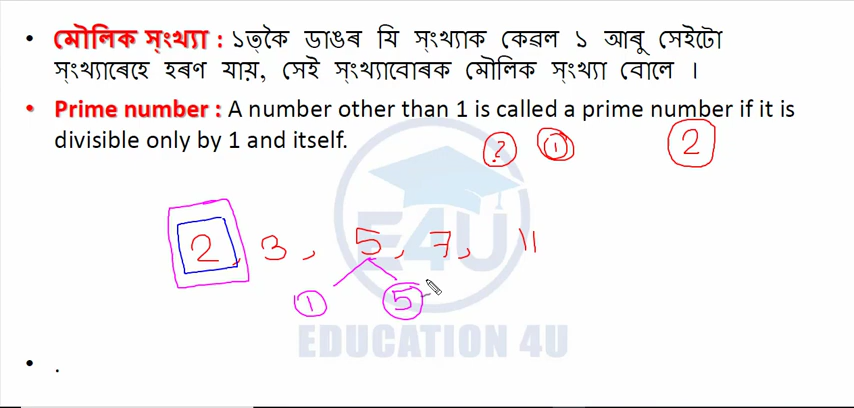 • মৌলিক স্ংখ্যা : ১ত্কৈ ডাঙৰ যি স্ংখ্যাক কেৱল ১ আৰু সেইটো
স্ংখ্যাৰেহে হৰণ যায়, সেই স্ংখ্যাবোৰক মৌলিক স্ংখ্যা বোলে ।
• Prime number : A number other than 1 is called a prime number if it is
divisible only by 1 and itself.
? 1 2
2, 3, 5, 7, 11
1 5
E4U
EDUCATION 4U
• .